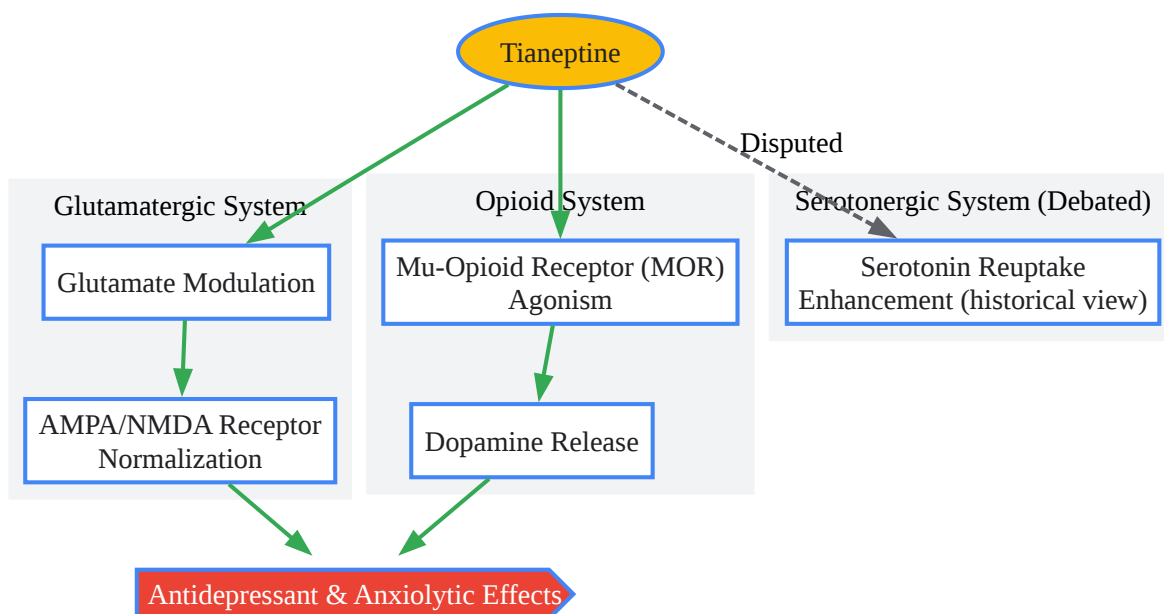 Tianeptine
Disputed
Glutamatergic System
Opioid System
Serotonergic System (Debated)
Glutamate Modulation
Mu-Opioid Receptor (MOR)
Agonism
Serotonin Reuptake
Enhancement (historical view)
AMPA/NMDA Receptor
Normalization
Dopamine Release
Antidepressant & Anxiolytic Effects